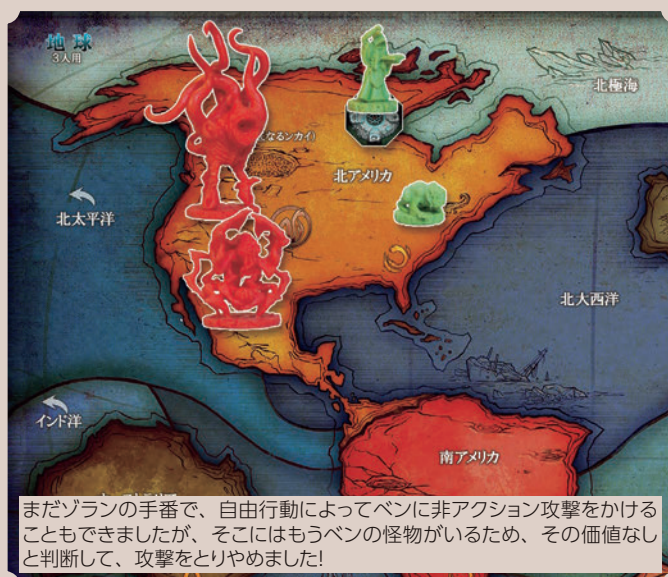 地球
3人用
北極海
なるンカイ)
北アメリカ
北太平洋
北大西洋
インド洋
南アメリカ
まだゾランの手番で、自由行動によってベンに非アクション攻撃をかける
こともできましたが、そこにはもうベンの怪物がいるため、その価値なし
と判断して、攻撃をとりやめました!